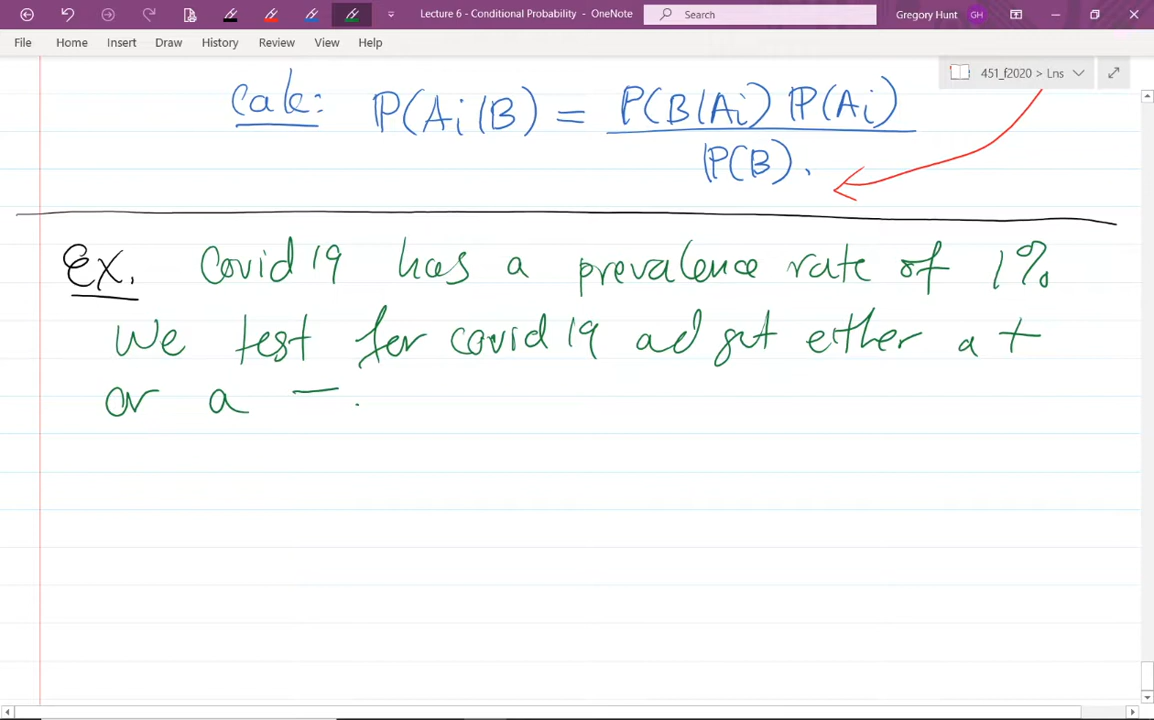 Lecture 6 - Conditional Probability - OneNote
Search
Gregory Hunt GH
File Home Insert Draw History Review View Help
451_f2020 > Lns
Calc: P(Ai|B) = P(B|Ai) P(Ai)
P(B).
Ex. Covid 19 has a prevalence rate of 1%
We test for covid 19 ad get either a +
or a - .